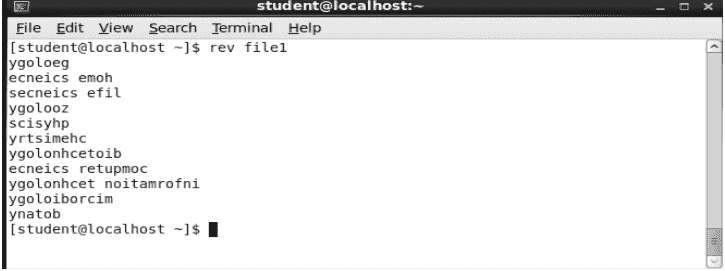 student@localhost:~
File Edit View Search Terminal Help
[student@localhost ~]$ rev file1
ygoloeg
ecneics emoh
secneics efil
ygolooz
scisyhp
yrtsimehc
ygolonhcetoib
ecneics retupmoc
ygolonhcet noitamrofni
ygoloiborcim
ynatob
[student@localhost ~]$